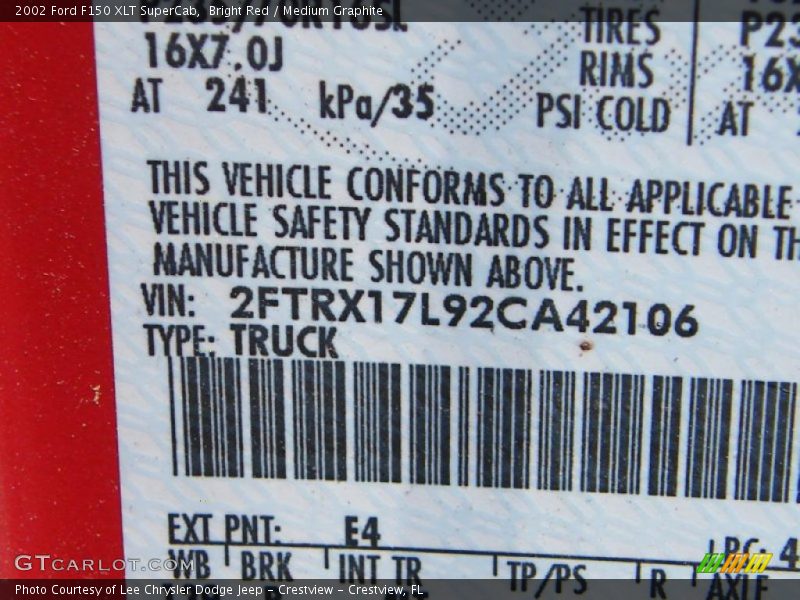 2002 Ford F150 XLT SuperCab, Bright Red / Medium Graphite
TIRES
16X7.0J
RIMS
16X
AT 241 kPa/35 PSI COLD
AT
THIS VEHICLE CONFORMS TO ALL APPLICABLE
VEHICLE SAFETY STANDARDS IN EFFECT ON TH
MANUFACTURE SHOWN ABOVE.
VIN: 2FTRX17L92CA42106
TYPE: TRUCK
EXT PNT: E4
WB BRK INT TR TP/PS R AXLE
GTCARLOT.COM
Photo Courtesy of Lee Chrysler Dodge Jeep – Crestview – Crestview, FL